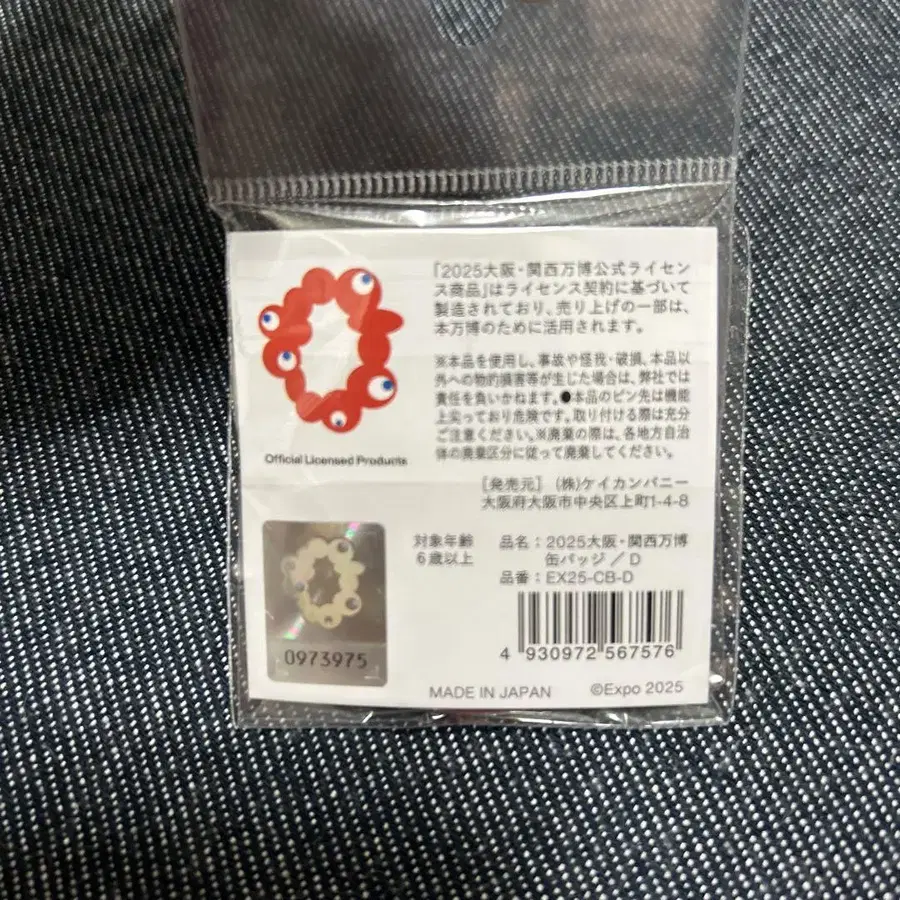 「2025大阪・関西万博公式ライセン
ス商品」はライセンス契約に基づいて
製造されており、売り上げの一部は、
本万博のために活用されます。
※本品を使用し、事故や怪我・破損、本品以
外への物的損害等が生じた場合は、弊社では
責任を負いかねます。●本品のピン先は機能
上尖っており危険です。取り付ける際は充分
ご注意ください。※廃棄の際は、各地方自治
体の廃棄区分に従って廃棄してください。
Official Licensed Products
[発売元] (株)ケイカンパニー
大阪府大阪市中央区上町1-4-8
対象年齢
6歳以上
品名：2025大阪・関西万博
缶バッジ／D
品番：EX25-CB-D
0973975
4 930972 567576
MADE IN JAPAN
©Expo 2025